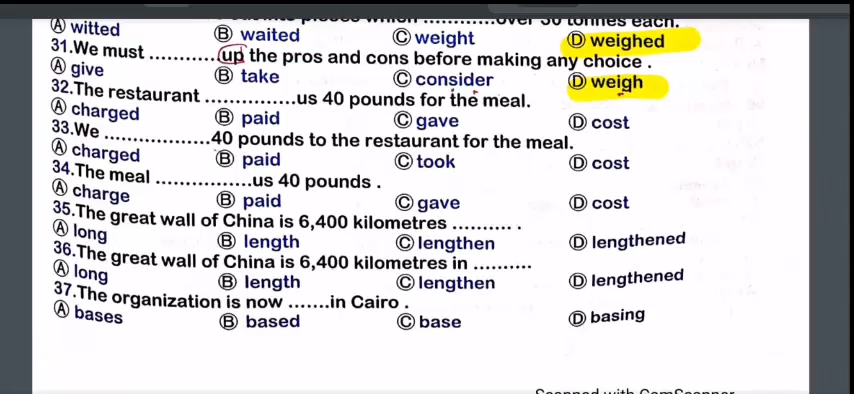 over 50 tonnes each.
Ⓐ witted Ⓑ waited Ⓒ weight Ⓓ weighed
31.We must ............up the pros and cons before making any choice .
Ⓐ give Ⓑ take Ⓒ consider Ⓓ weigh
32.The restaurant ................us 40 pounds for the meal.
Ⓐ charged Ⓑ paid Ⓒ gave Ⓓ cost
33.We ..................40 pounds to the restaurant for the meal.
Ⓐ charged Ⓑ paid Ⓒ took Ⓓ cost
34.The meal ................us 40 pounds .
Ⓐ charge Ⓑ paid Ⓒ gave Ⓓ cost
35.The great wall of China is 6,400 kilometres .......... .
Ⓐ long Ⓑ length Ⓒ lengthen Ⓓ lengthened
36.The great wall of China is 6,400 kilometres in ..........
Ⓐ long Ⓑ length Ⓒ lengthen Ⓓ lengthened
37.The organization is now .......in Cairo .
Ⓐ bases Ⓑ based Ⓒ base Ⓓ basing
Scanned with CamScanner